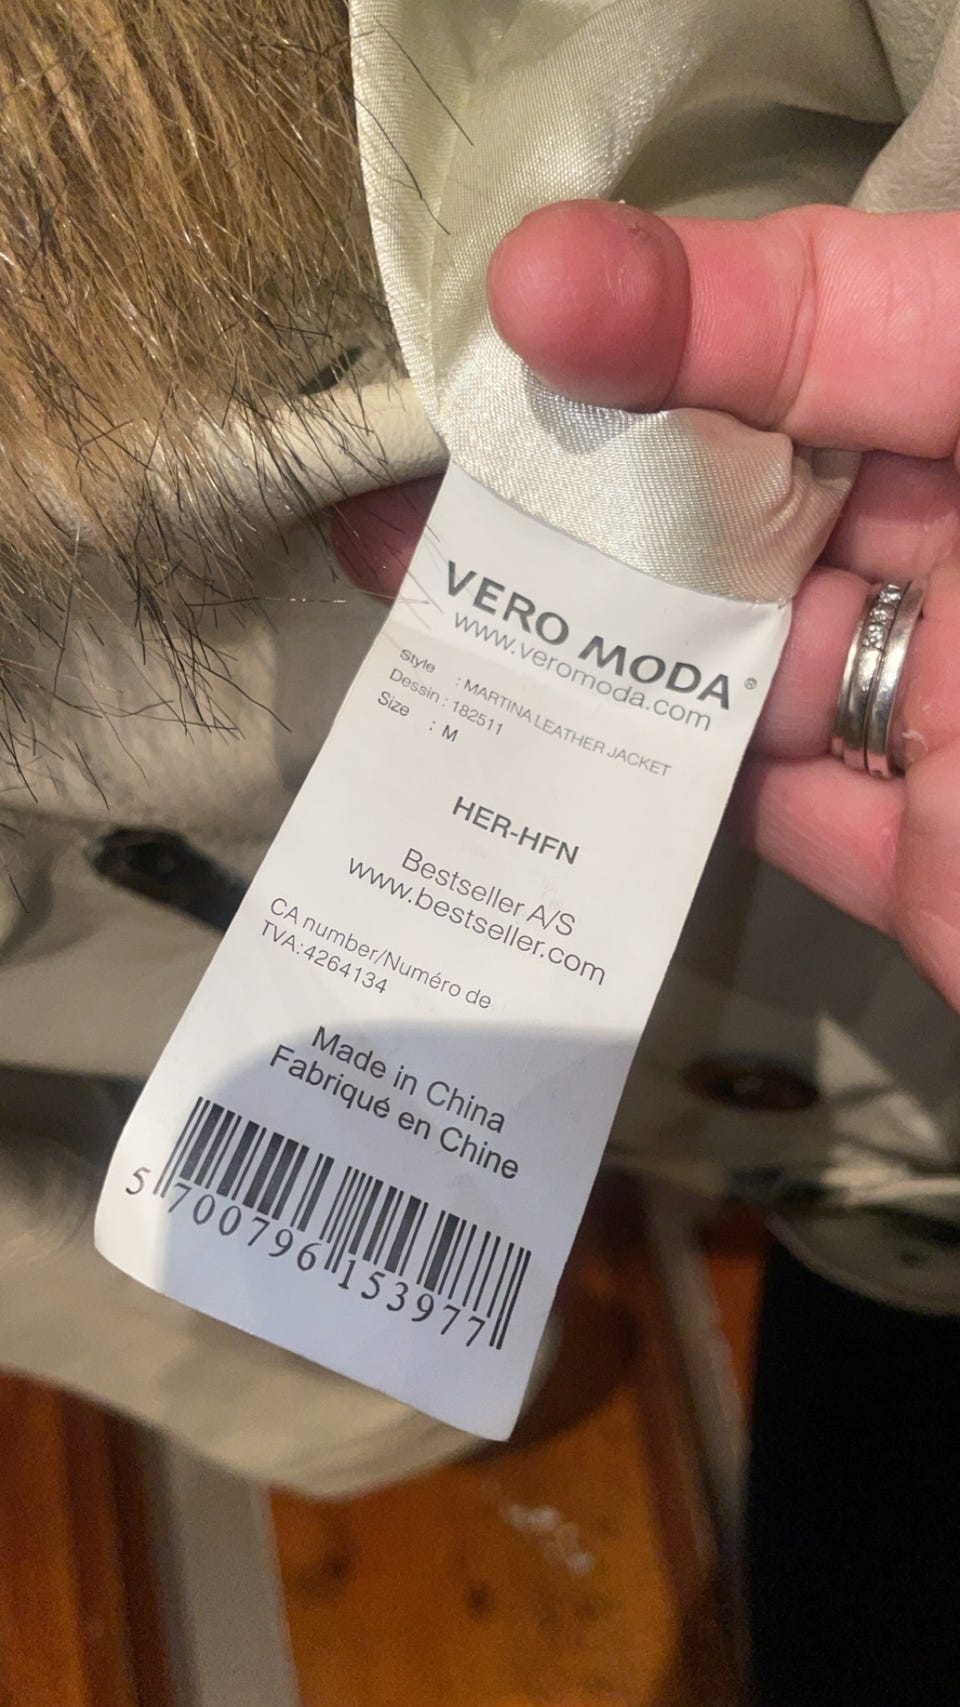 VERO MODA®
www.veromoda.com
Style : MARTINA LEATHER JACKET
Dessin : 182511
Size : M
HER-HFN
Bestseller A/S
www.bestseller.com
CA number/Numéro de
TVA:4264134
Made in China
Fabriqué en Chine
5 700796 153977